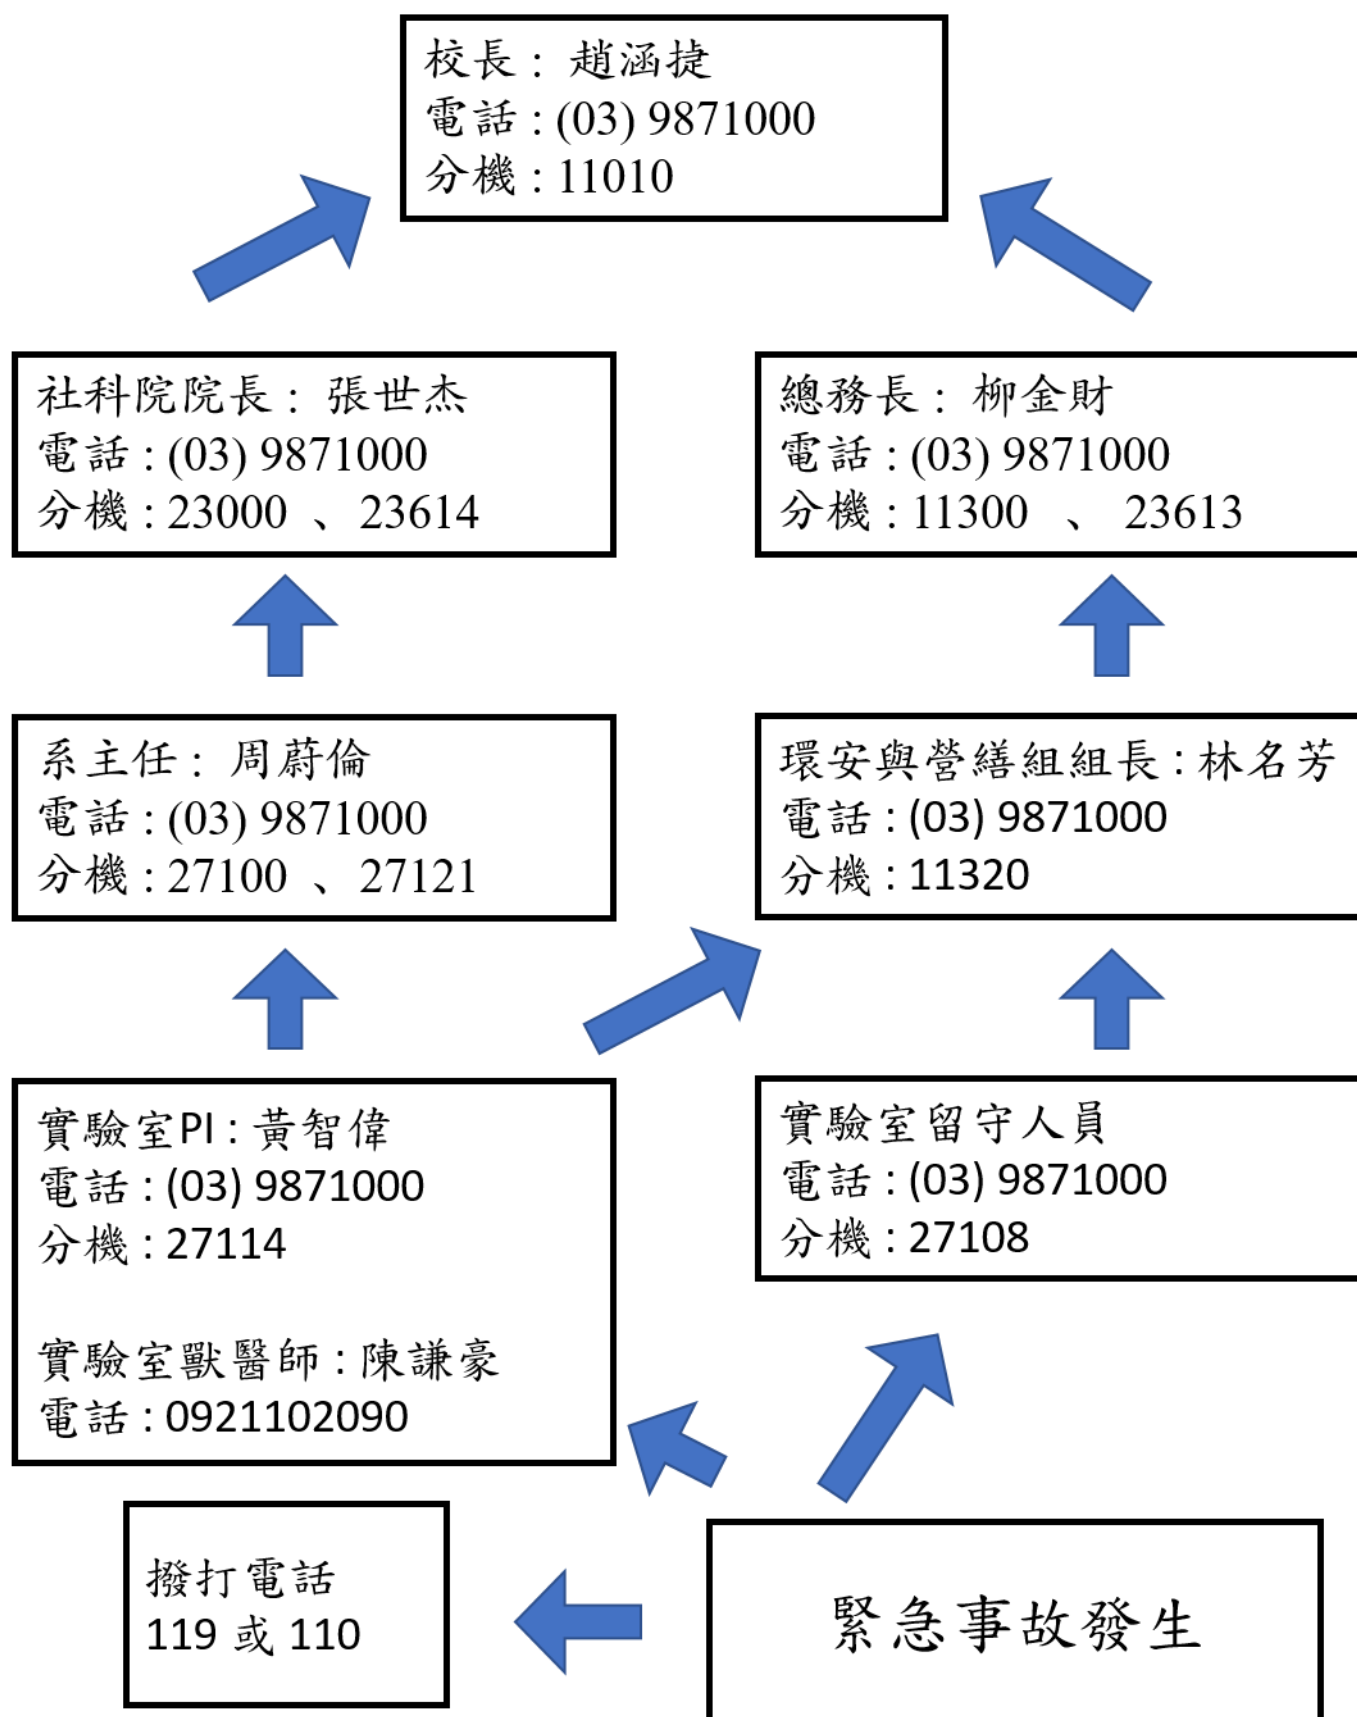 校長： 趙涵捷
電話：(03) 9871000
分機：11010
社科院院長： 張世杰
電話：(03) 9871000
分機：23000 、23614
總務長： 柳金財
電話：(03) 9871000
分機：11300 、 23613
系主任： 周蔚倫
電話：(03) 9871000
分機：27100 、27121
環安與營繕組組長：林名芳
電話：(03) 9871000
分機：11320
實驗室PI：黃智偉
電話：(03) 9871000
分機：27114
實驗室獸醫師：陳謙豪
電話：0921102090
實驗室留守人員
電話：(03) 9871000
分機：27108
撥打電話
119 或 110
緊急事故發生